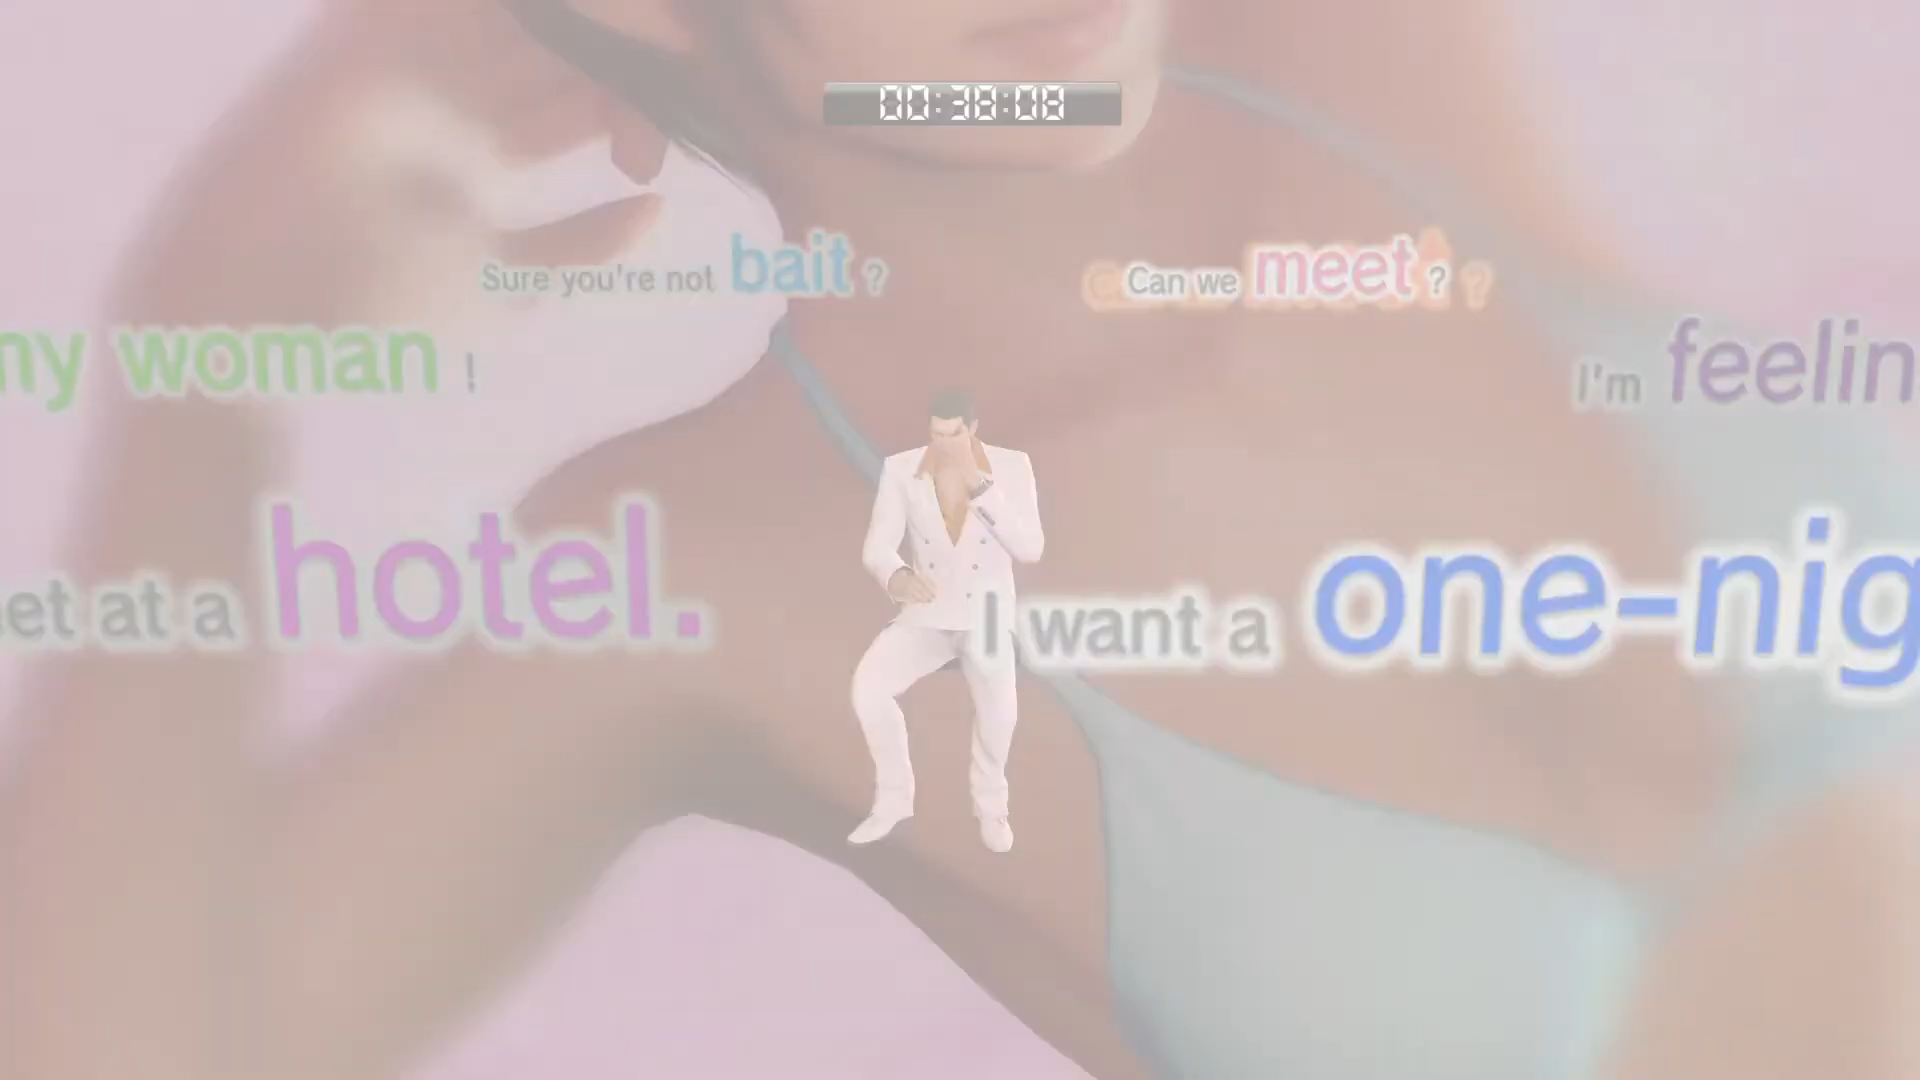 00:38:08
Sure you're not bait ?
Can we meet ?
my woman !
I'm feelin
et at a hotel.
I want a one-nig